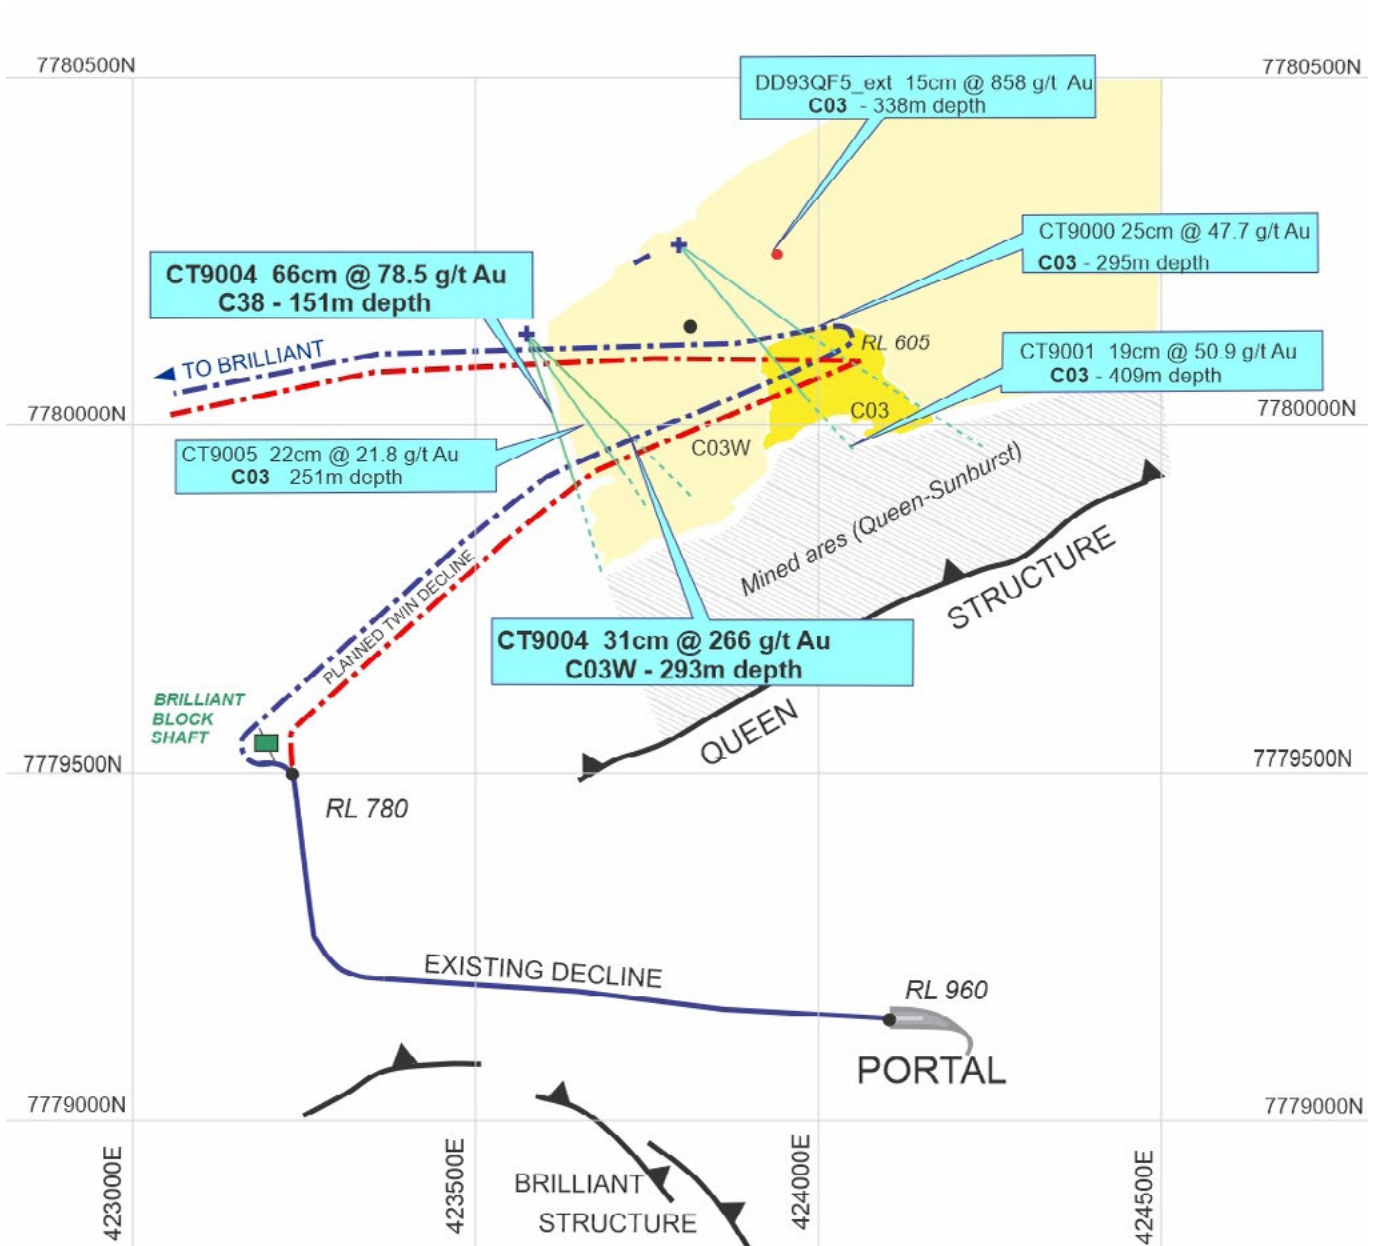 7780500N
7780500N
DD93QF5_ext 15cm @ 858 g/t Au
C03 - 338m depth
CT9000 25cm @ 47.7 g/t Au
C03 - 295m depth
CT9004 66cm @ 78.5 g/t Au
C38 - 151m depth
TO BRILLIANT
RL 605
CT9001 19cm @ 50.9 g/t Au
C03 - 409m depth
7780000N
7780000N
C03
C03W
CT9005 22cm @ 21.8 g/t Au
C03 251m depth
Mined ares (Queen-Sunburst)
STRUCTURE
PLANNED TWIN DECLINE
CT9004 31cm @ 266 g/t Au
C03W - 293m depth
BRILLIANT
BLOCK
SHAFT
QUEEN
7779500N
7779500N
RL 780
EXISTING DECLINE
RL 960
PORTAL
7779000N
7779000N
423000E
423500E
424000E
424500E
BRILLIANT
STRUCTURE